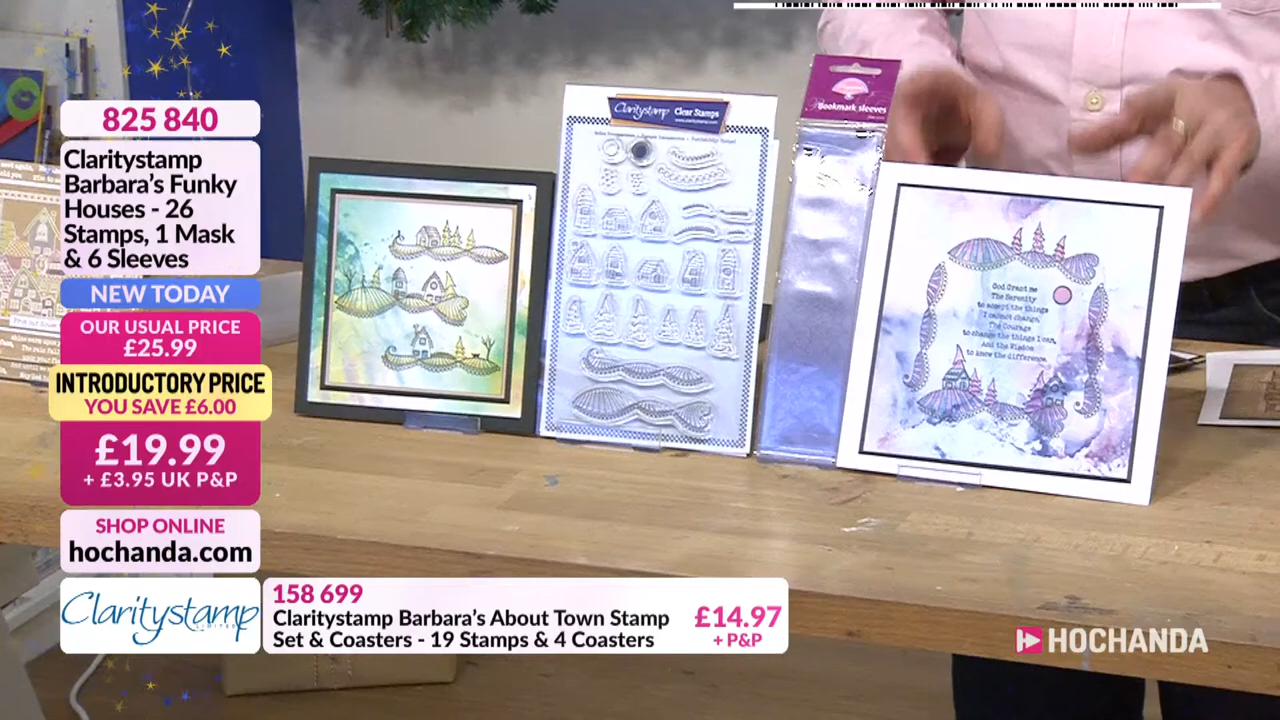 825 840
Claritystamp
Barbara's Funky
Houses - 26
Stamps, 1 Mask
& 6 Sleeves
NEW TODAY
OUR USUAL PRICE
£25.99
INTRODUCTORY PRICE
YOU SAVE £6.00
£19.99
+ £3.95 UK P&P
SHOP ONLINE
hochanda.com
Claritystamp
LIMITED
158 699
Claritystamp Barbara's About Town Stamp
Set & Coasters - 19 Stamps & 4 Coasters
£14.97
+ P&P
HOCHANDA
Claritystamp Clear Stamps
Bookmark sleeves
God Grant me
The Serenity
to accept the things
I cannot change,
The Courage
to change the things I can,
And the Wisdom
to know the difference.